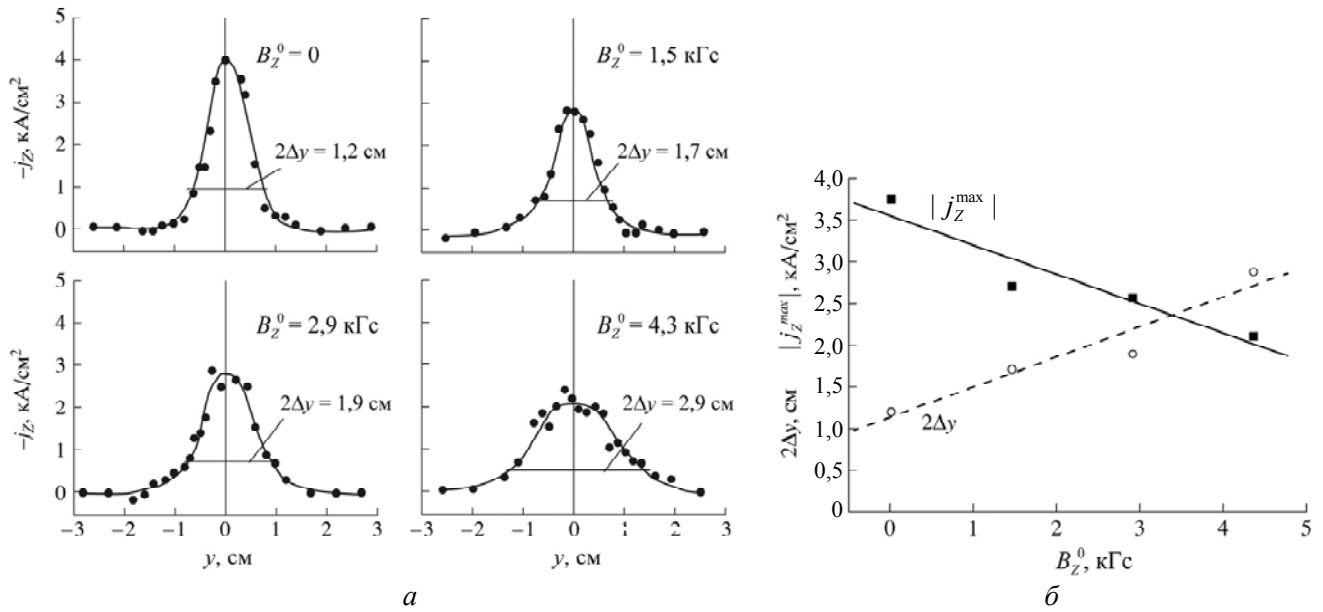 5
4
3
2
1
0
–j_Z, кА/см²
B_Z^0 = 0
2Δy = 1,2 см
B_Z^0 = 1,5 кГс
2Δy = 1,7 см
5
4
3
2
1
0
–j_Z, кА/см²
B_Z^0 = 2,9 кГс
2Δy = 1,9 см
B_Z^0 = 4,3 кГс
2Δy = 2,9 см
–3 –2 –1 0 1 2 3
–3 –2 –1 0 1 2 3
y, см
y, см
а
4,0
3,5
3,0
2,5
2,0
1,5
1,0
0,5
0
2Δy, см
|j_Z^max|, кА/см²
| j_Z^max |
2Δy
0 1 2 3 4 5
B_Z^0, кГс
б